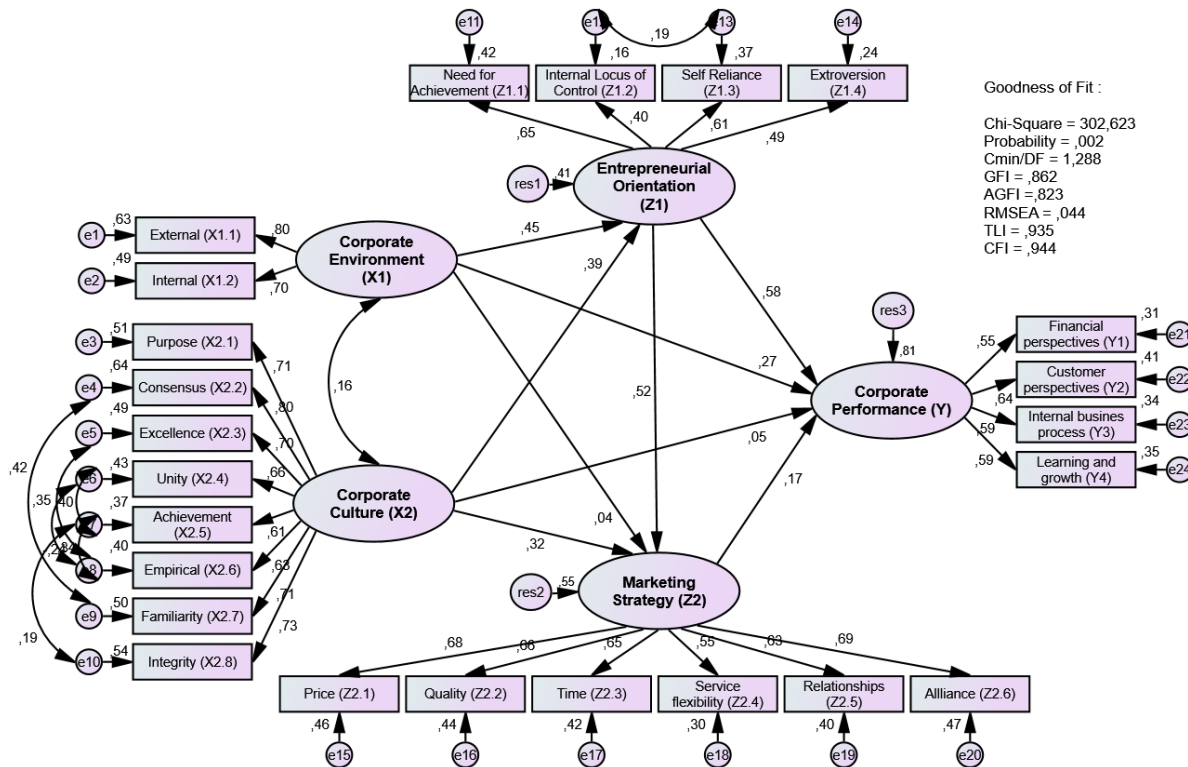 e11
e13
e14
,19
,42
,16
,37
,24
Need for
Achievement (Z1.1)
Internal Locus of
Control (Z1.2)
Self Reliance
(Z1.3)
Extroversion
(Z1.4)
,65
,40
,61
,49
Goodness of Fit :
Chi-Square = 302,623
Probability = ,002
Cmin/DF = 1,288
GFI = ,862
AGFI =,823
RMSEA = ,044
TLI = ,935
CFI = ,944
res1
,41
Entrepreneurial
Orientation
(Z1)
e1
,63
External (X1.1)
,80
e2
,49
Internal (X1.2)
,70
Corporate
Environment
(X1)
,45
,39
,58
,27
,52
,16
,05
,17
,04
,32
res3
,81
Corporate
Performance (Y)
,55
,64
,59
,59
Financial
perspectives (Y1)
,31
e21
Customer
perspectives (Y2)
,41
e22
Internal busines
process (Y3)
,34
e23
Learning and
growth (Y4)
,35
e24
e3
,51
Purpose (X2.1)
,71
e4
,64
Consensus (X2.2)
,80
e5
,49
Excellence (X2.3)
,70
e6
,43
Unity (X2.4)
,66
,37
Achievement
(X2.5)
,61
e8
,40
Empirical (X2.6)
,63
e9
,50
Familiarity (X2.7)
,71
e10
,54
Integrity (X2.8)
,73
,42
,35
,19
Corporate
Culture (X2)
res2
,55
Marketing
Strategy (Z2)
,68
,66
,65
,55
,63
,69
Price (Z2.1)
Quality (Z2.2)
Time (Z2.3)
Service
flexibility (Z2.4)
Relationships
(Z2.5)
Allliance (Z2.6)
,46
,44
,42
,30
,40
,47
e15
e16
e17
e18
e19
e20